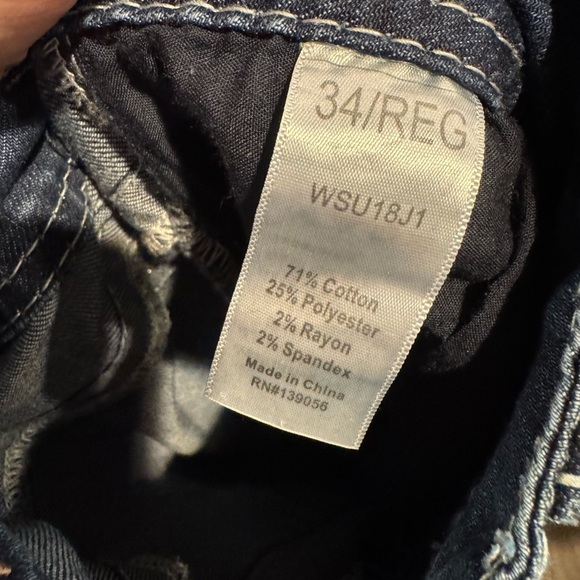 34/REG
WSU18J1
71% Cotton
25% Polyester
2% Rayon
2% Spandex
Made in China
RN#139056